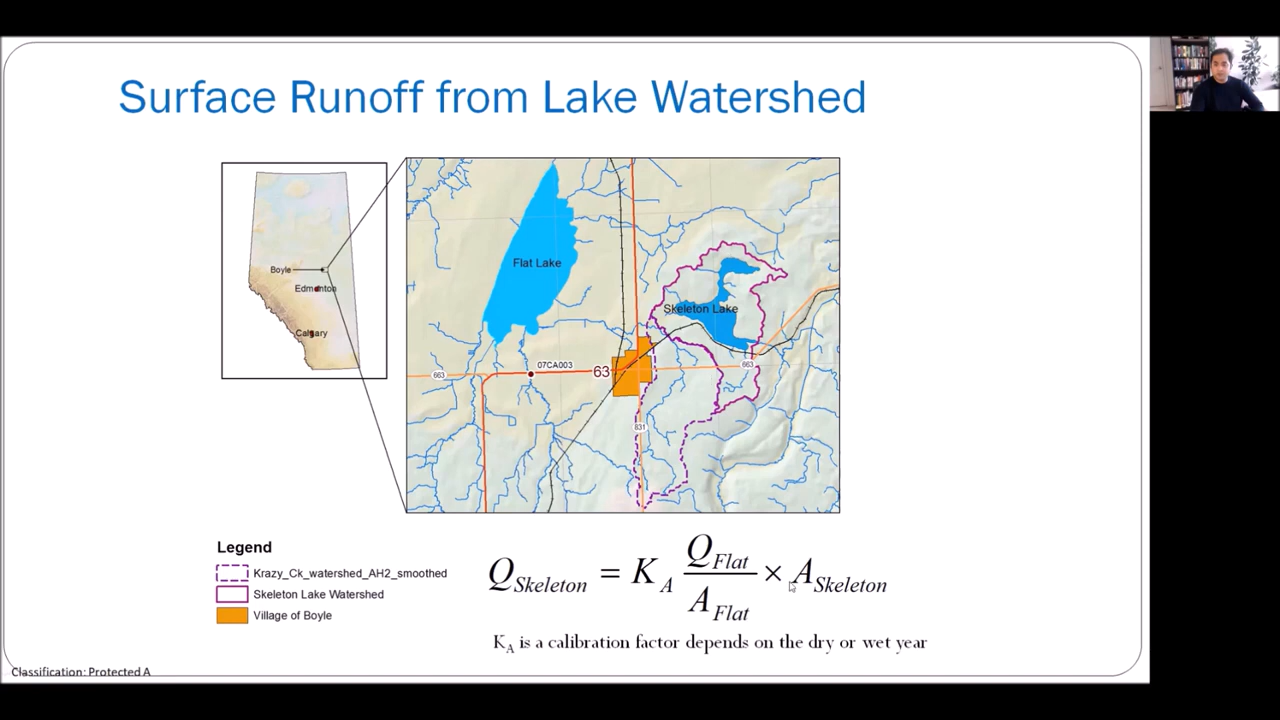 Surface Runoff from Lake Watershed
Boyle
Edmonton
Calgary
Flat Lake
Skeleton Lake
07CA003
663
63
663
831
Legend
Krazy_Ck_watershed_AH2_smoothed
Skeleton Lake Watershed
Village of Boyle
Q_Skeleton = K_A Q_Flat / A_Flat × A_Skeleton
K_A is a calibration factor depends on the dry or wet year
Classification: Protected A